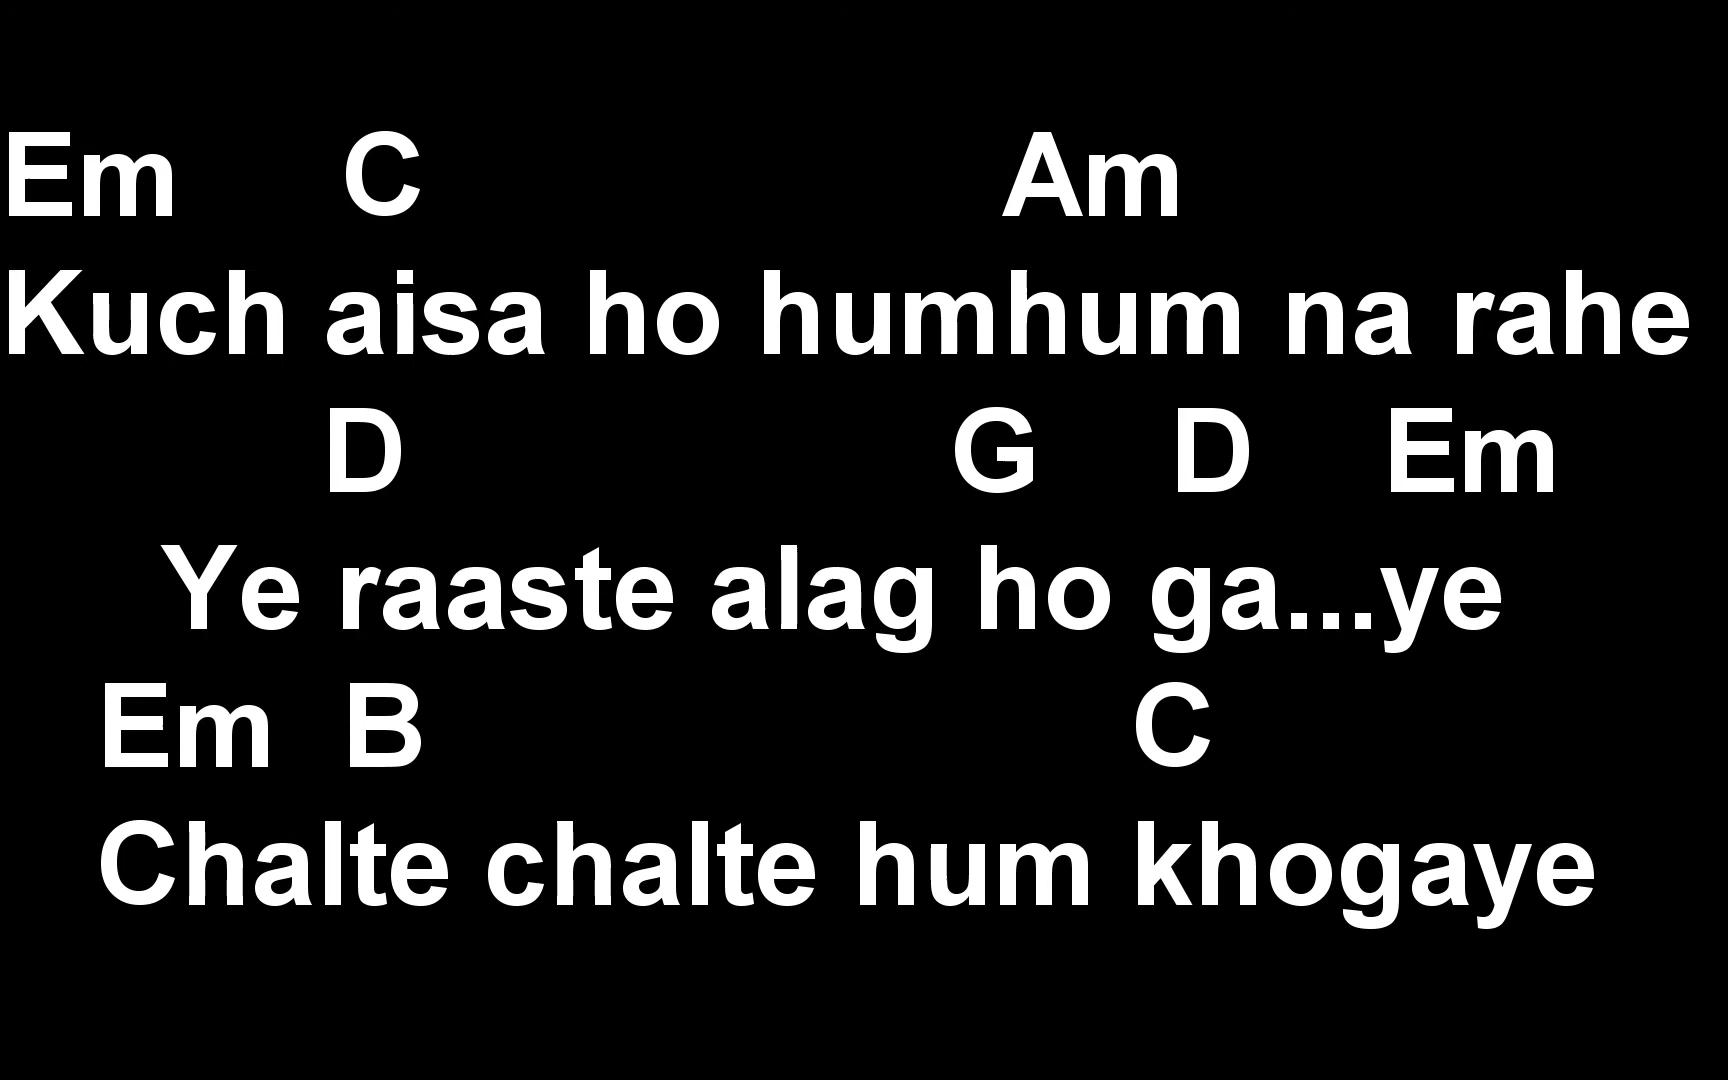 Em C Am
Kuch aisa ho humhum na rahe
D G D Em
Ye raaste alag ho ga...ye
Em B C
Chalte chalte hum khogaye